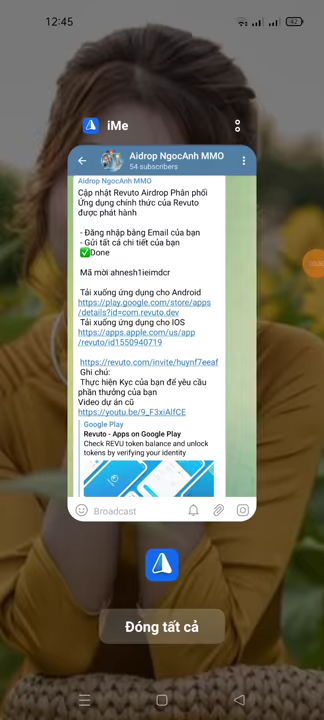 12:45
42
iMe
Aidrop NgocAnh MMO
54 subscribers
Aidrop NgocAnh MMO
Cập nhật Revuto Airdrop Phân phối
Ứng dụng chính thức của Revuto
được phát hành
- Đăng nhập bằng Email của bạn
- Gửi tất cả chi tiết của bạn
✅Done
Mã mời ahnesh1ieimdcr
Tải xuống ứng dụng cho Android
https://play.google.com/store/apps
/details?id=com.revuto.dev
Tải xuống ứng dụng cho IOS
https://apps.apple.com/us/app
/revuto/id1550940719
https://revuto.com/invite/huynf7eeaf
Ghi chú:
Thực hiện Kyc của bạn để yêu cầu
phần thưởng của bạn
Video dự án cũ
https://youtu.be/9_F3xiAlfCE
Google Play
Revuto - Apps on Google Play
Check REVU token balance and unlock
tokens by verifying your identity
Broadcast
Đóng tất cả